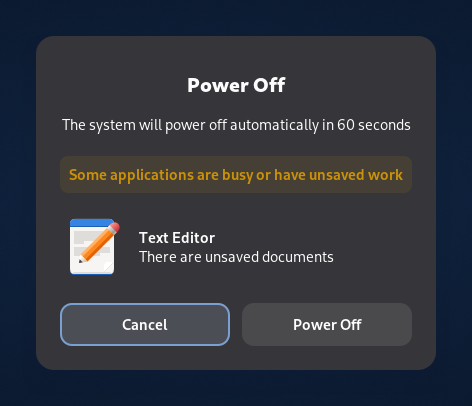 Power Off
The system will power off automatically in 60 seconds
Some applications are busy or have unsaved work
Text Editor
There are unsaved documents
Cancel
Power Off